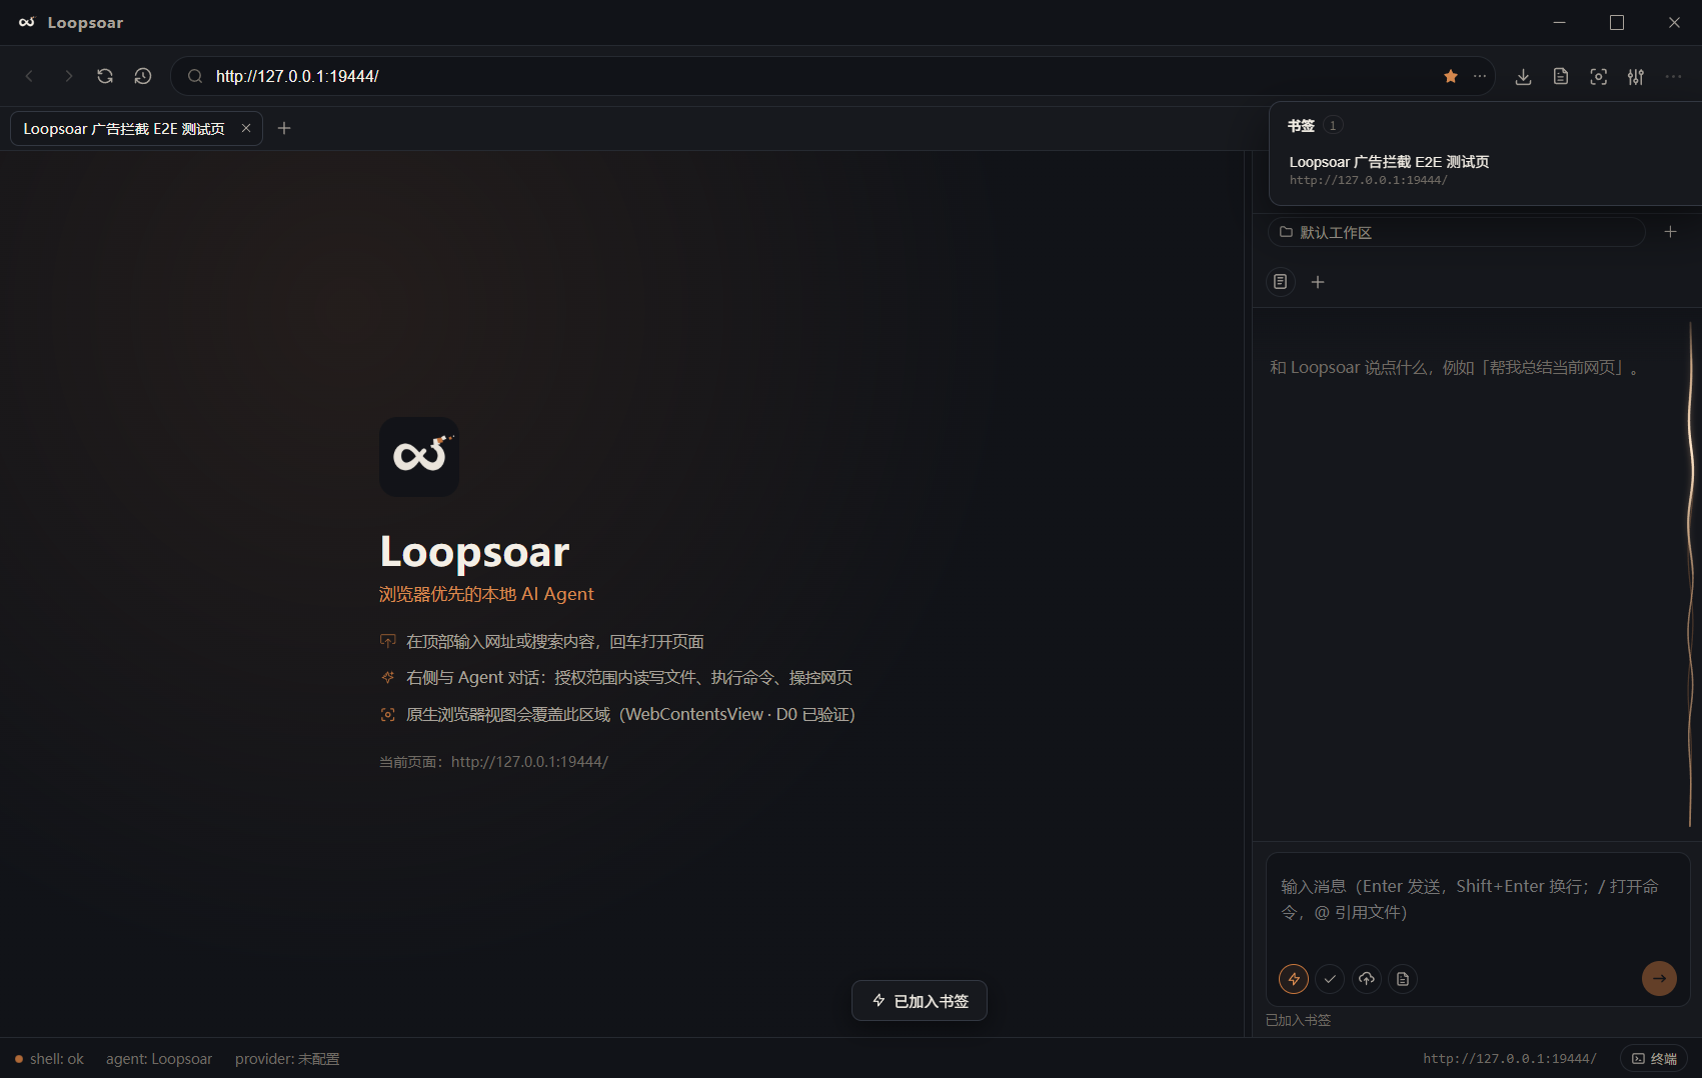 Loopsoar
http://127.0.0.1:19444/
Loopsoar 广告拦截 E2E 测试页
书签 1
Loopsoar 广告拦截 E2E 测试页
http://127.0.0.1:19444/
默认工作区
和 Loopsoar 说点什么，例如「帮我总结当前网页」。
Loopsoar
浏览器优先的本地 AI Agent
在顶部输入网址或搜索内容，回车打开页面
右侧与 Agent 对话：授权范围内读写文件、执行命令、操控网页
原生浏览器视图会覆盖此区域（WebContentsView · D0 已验证）
当前页面：http://127.0.0.1:19444/
输入消息（Enter 发送，Shift+Enter 换行；/ 打开命
令，@ 引用文件）
已加入书签
已加入书签
shell: ok agent: Loopsoar provider: 未配置
http://127.0.0.1:19444/
终端